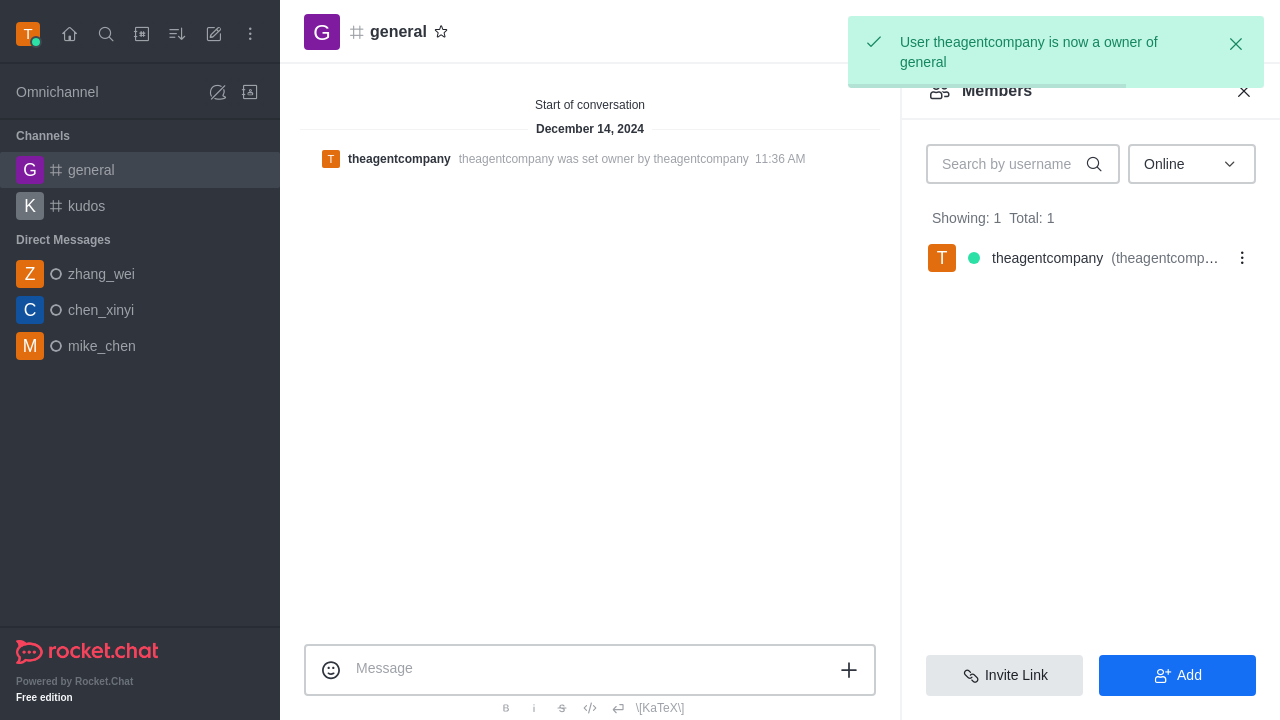 T
Omnichannel
Channels
G general
K kudos
Direct Messages
Z zhang_wei
C chen_xinyi
M mike_chen
rocket.chat
Powered by Rocket.Chat
Free edition
G general
Start of conversation
December 14, 2024
T theagentcompany theagentcompany was set owner by theagentcompany 11:36 AM
Message
B i S \[KaTeX\]
User theagentcompany is now a owner of
general
Members
Search by username Online
Showing: 1 Total: 1
T theagentcompany (theagentcomp…
Invite Link Add